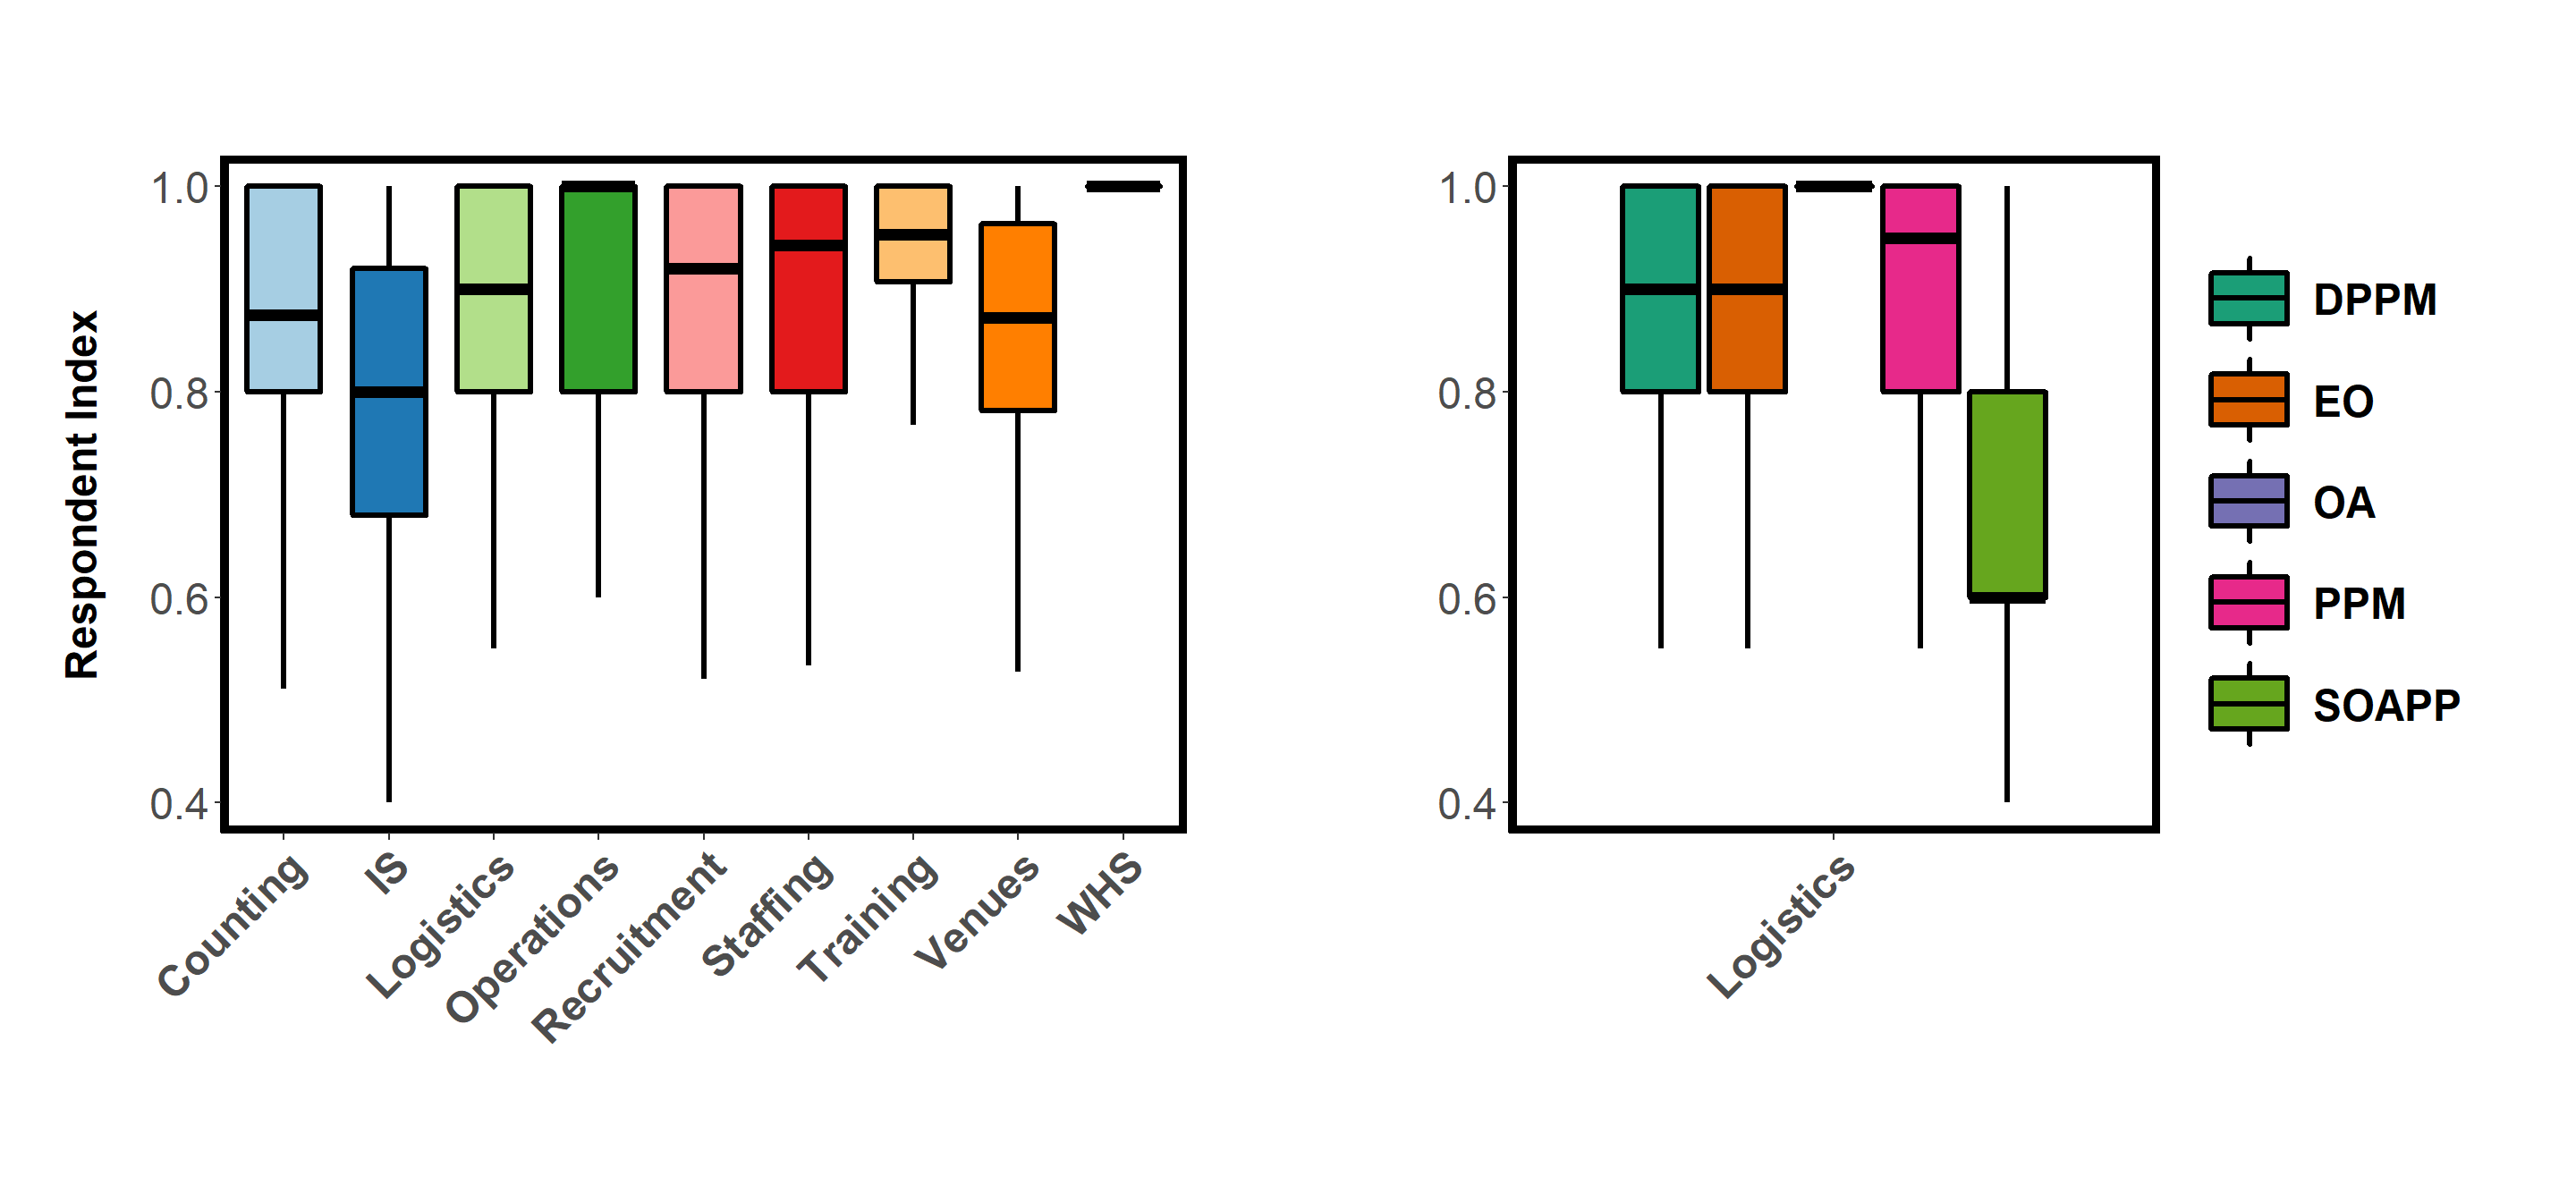 Respondent Index
1.0
0.8
0.6
0.4
Counting
IS
Logistics
Operations
Recruitment
Staffing
Training
Venues
WHS
1.0
0.8
0.6
0.4
Logistics
DPPM
EO
OA
PPM
SOAPP